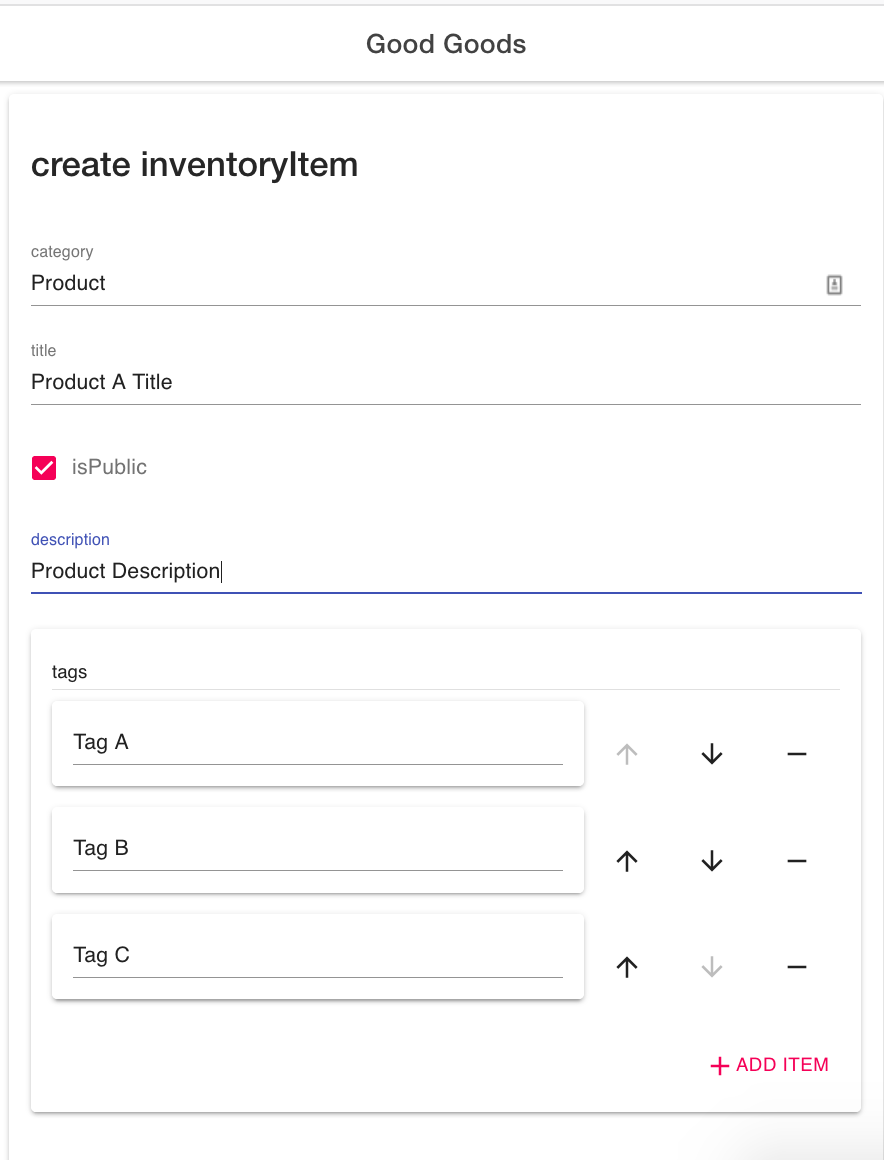 Good Goods
create inventoryItem
category
Product
title
Product A Title
isPublic
description
Product Description
tags
Tag A
Tag B
Tag C
ADD ITEM